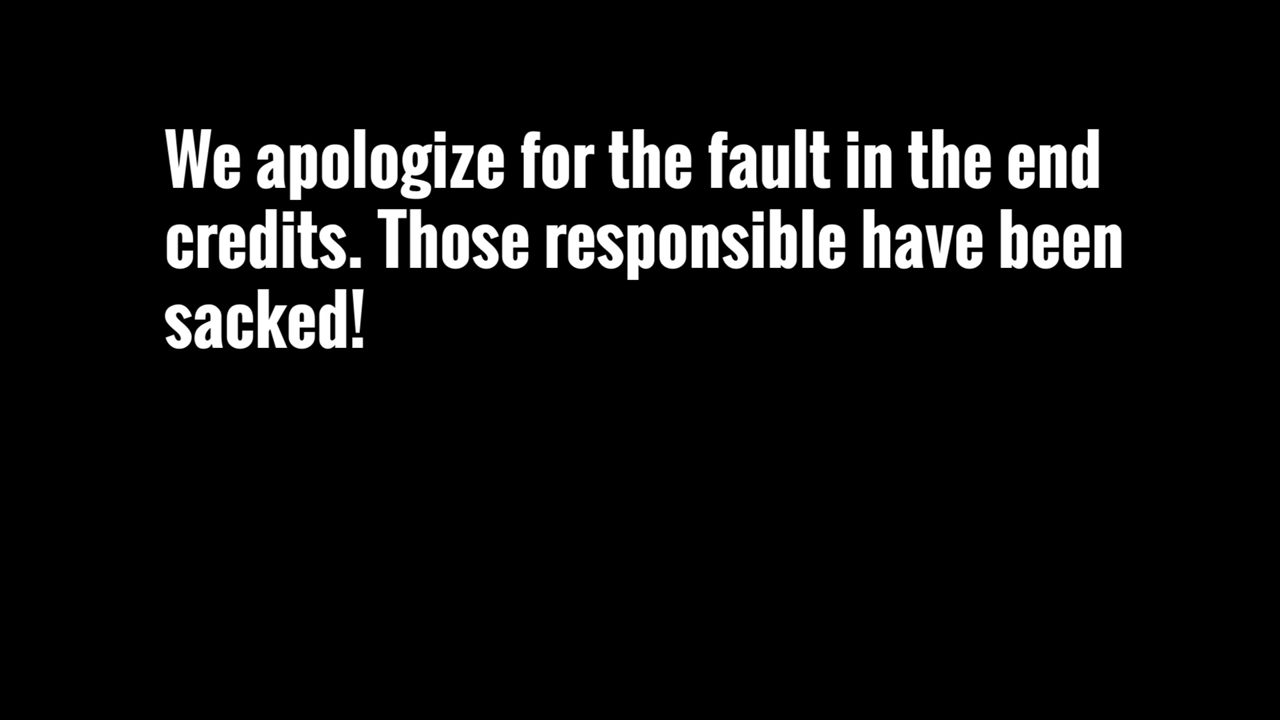 We apologize for the fault in the end
credits. Those responsible have been
sacked!